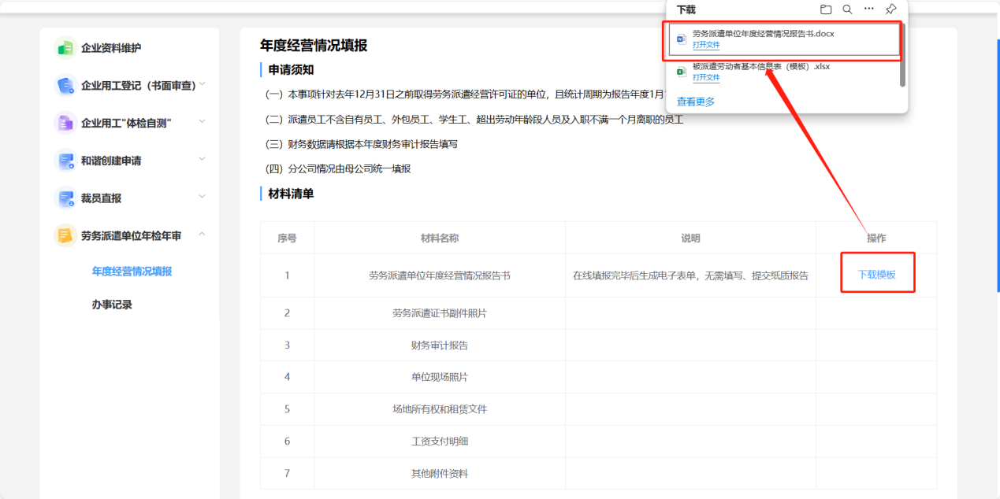 下载
劳务派遣单位年度经营情况报告书.docx
打开文件
被派遣劳动者基本信息表（模板）.xlsx
打开文件
查看更多
企业资料维护
企业用工登记（书面审查）
企业用工"体检自测"
和谐创建申请
裁员直报
劳务派遣单位年检年审
年度经营情况填报
办事记录
年度经营情况填报
申请须知
（一）本事项针对去年12月31日之前取得劳务派遣经营许可证的单位，且统计周期为报告年度1月1
（二）派遣员工不含自有员工、外包员工、学生工、超出劳动年龄段人员及入职不满一个月离职的员工
（三）财务数据请根据本年度财务审计报告填写
（四）分公司情况由母公司统一填报
材料清单
序号 材料名称 说明 操作
1 劳务派遣单位年度经营情况报告书 在线填报完毕后生成电子表单，无需填写、提交纸质报告 下载模板
2 劳务派遣证书副件照片
3 财务审计报告
4 单位现场照片
5 场地所有权和租赁文件
6 工资支付明细
7 其他附件资料